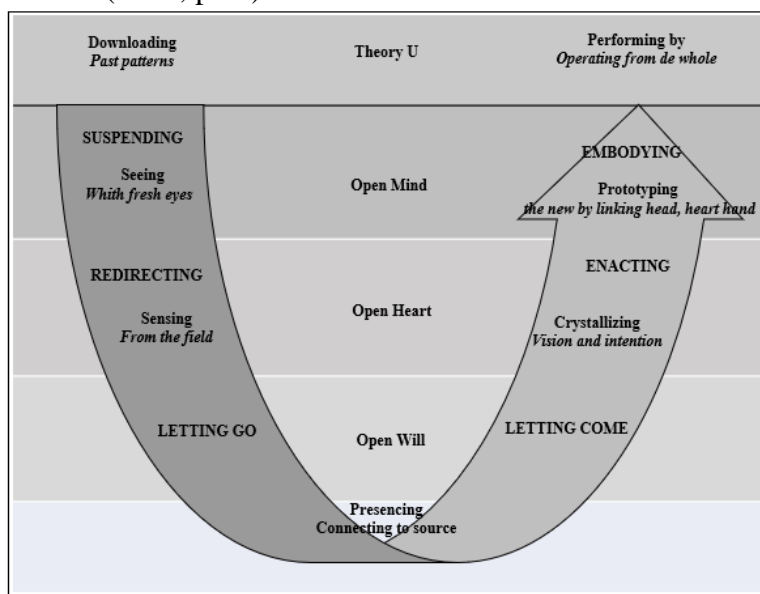 Downloading
Past patterns
Theory U
Performing by
Operating from de whole
SUSPENDING
Seeing
Whith fresh eyes
Open Mind
EMBODYING
Prototyping
the new by linking head, heart hand
REDIRECTING
Sensing
From the field
Open Heart
ENACTING
Crystallizing
Vision and intention
LETTING GO
Open Will
LETTING COME
Presencing
Connecting to source